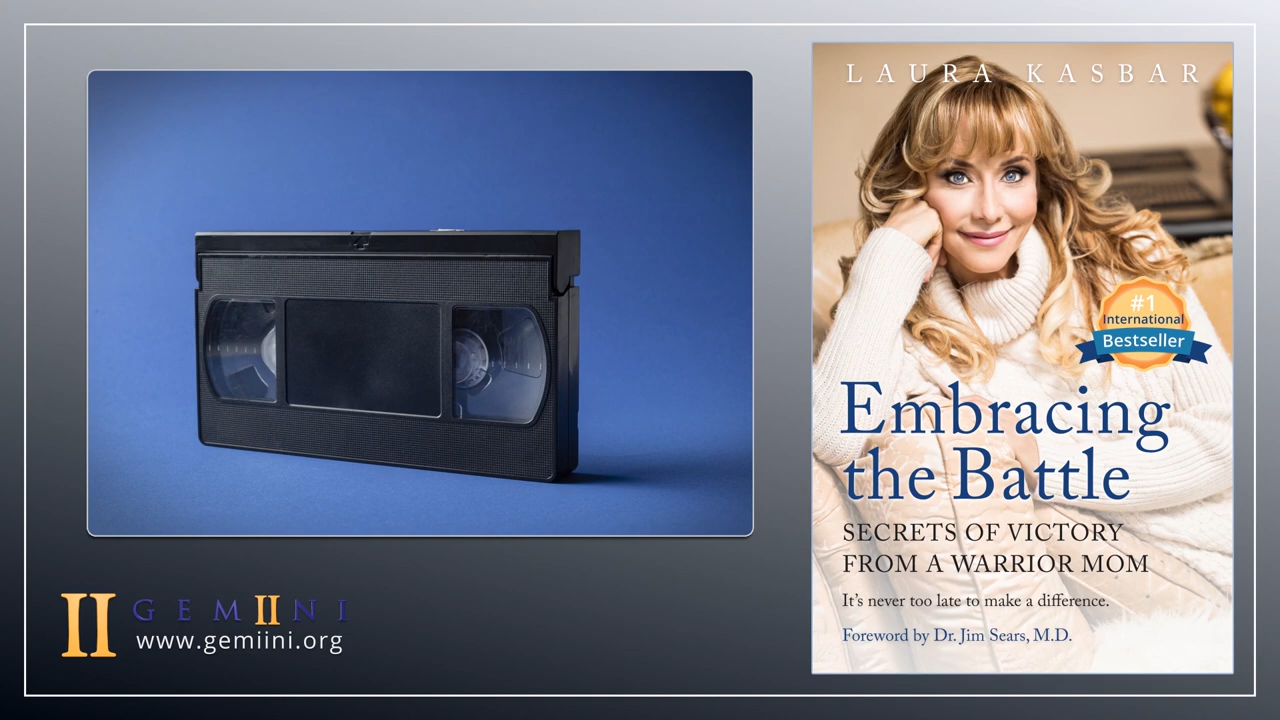 LAURA KASBAR
#1
International
Bestseller
Embracing
the Battle
SECRETS OF VICTORY
FROM A WARRIOR MOM
It's never too late to make a difference.
Foreword by Dr. Jim Sears, M.D.
II GEMIINI
www.gemiini.org